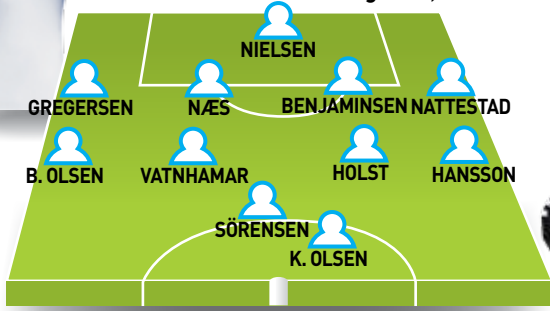 NIELSEN
GREGERSEN NÆS BENJAMINSEN NATTESTAD
B. OLSEN VATNHAMAR HOLST HANSSON
SÖRENSEN
K. OLSEN